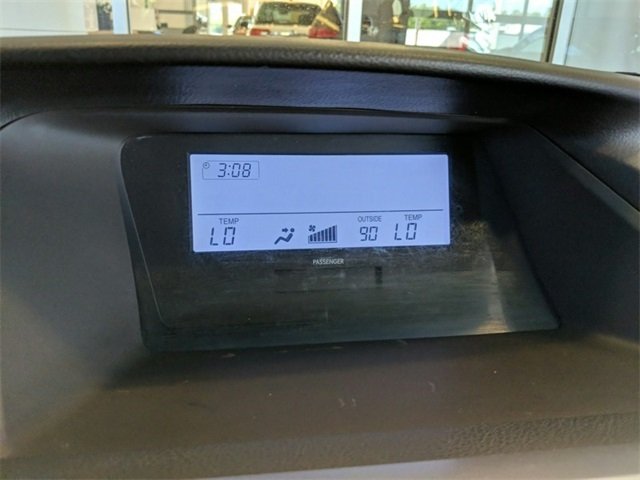 3:08
TEMP OUTSIDE TEMP
LO 90 LO
PASSENGER